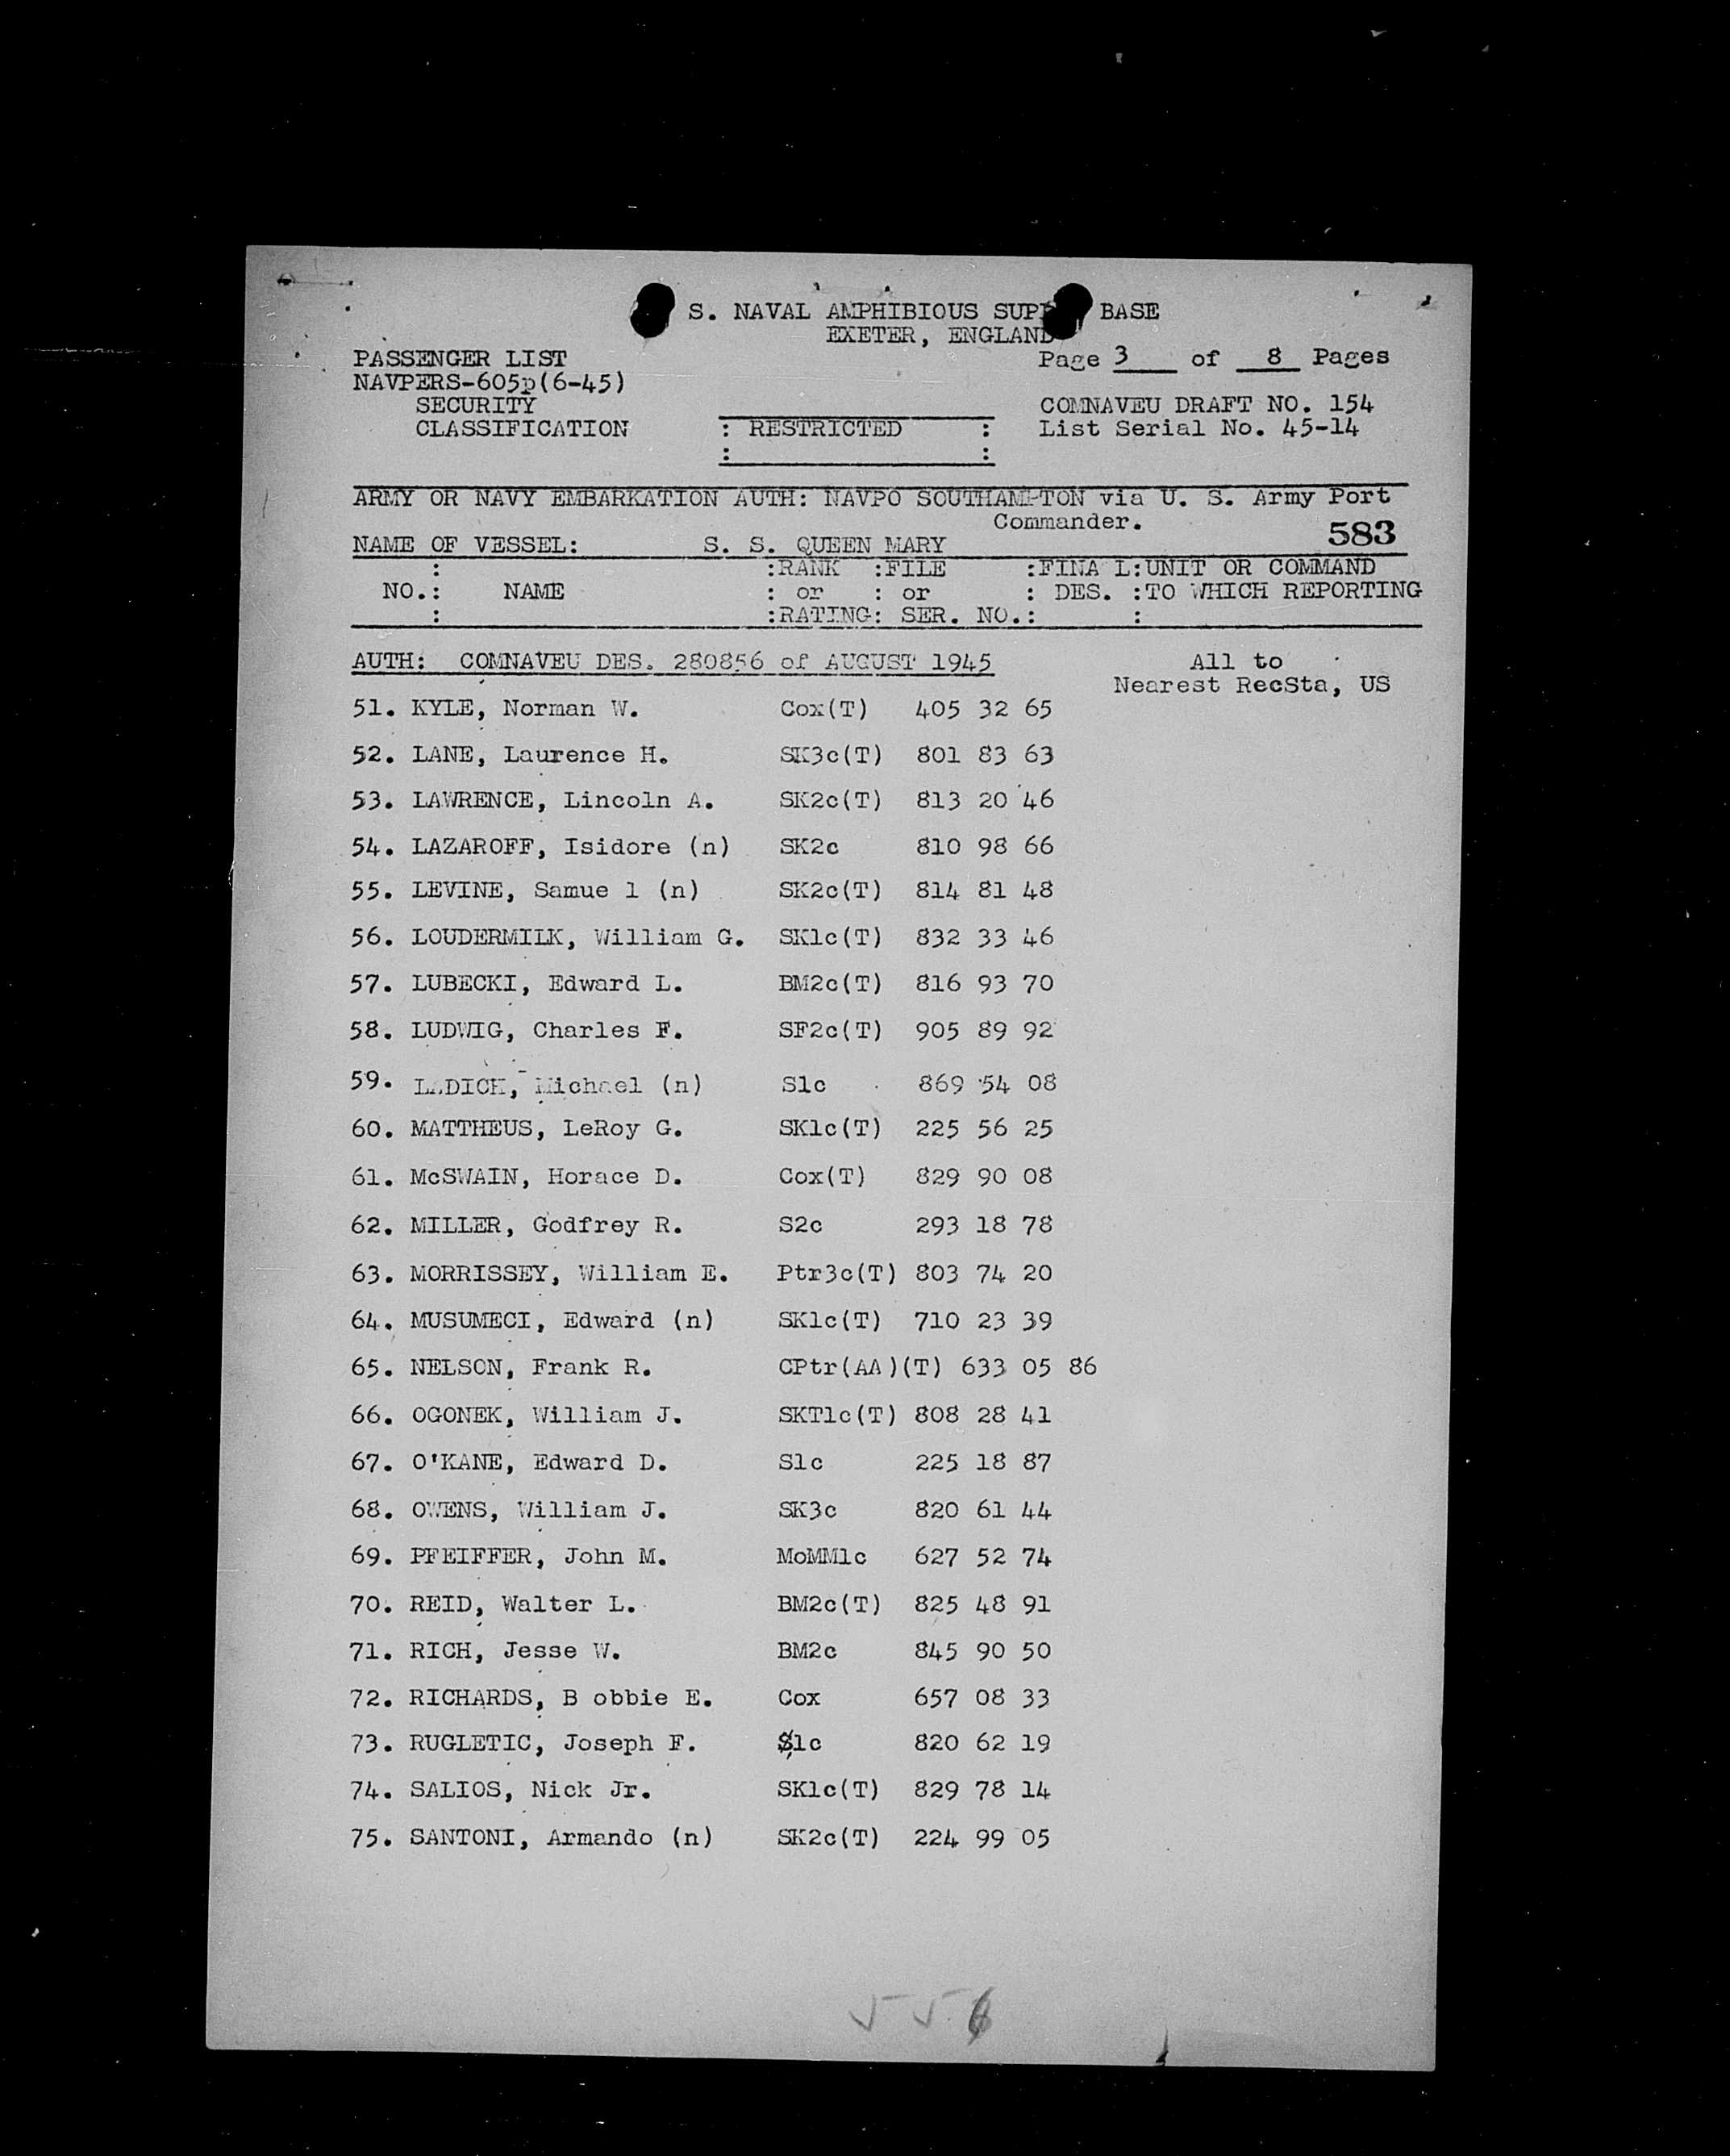 S. NAVAL AMPHIBIOUS SUP BASE
EXETER, ENGLAND
PASSENGER LIST Page 3 of 8 Pages
NAVPERS-605p(6-45)
SECURITY COMNAVEU DRAFT NO. 154
CLASSIFICATION : RESTRICTED : List Serial No. 45-14
: :
ARMY OR NAVY EMBARKATION AUTH: NAVPO SOUTHAMPTON via U. S. Army Port
Commander. 583
NAME OF VESSEL: S. S. QUEEN MARY
: :RANK :FILE :FINA L:UNIT OR COMMAND
NO.: NAME : or : or : DES. :TO WHICH REPORTING
: :RATING: SER. NO.: :
AUTH: COMNAVEU DES. 280856 of AUGUST 1945 All to
Nearest RecSta, US
51. KYLE, Norman W. Cox(T) 405 32 65
52. LANE, Laurence H. SK3c(T) 801 83 63
53. LAWRENCE, Lincoln A. SK2c(T) 813 20 46
54. LAZAROFF, Isidore (n) SK2c 810 98 66
55. LEVINE, Samue l (n) SK2c(T) 814 81 48
56. LOUDERMILK, William G. SK1c(T) 832 33 46
57. LUBECKI, Edward L. BM2c(T) 816 93 70
58. LUDWIG, Charles F. SF2c(T) 905 89 92
59. Michael (n) S1c 869 54 08
60. MATTHEUS, LeRoy G. SK1c(T) 225 56 25
61. McSWAIN, Horace D. Cox(T) 829 90 08
62. MILLER, Godfrey R. S2c 293 18 78
63. MORRISSEY, William E. Ptr3c(T) 803 74 20
64. MUSUMECI, Edward (n) SK1c(T) 710 23 39
65. NELSON, Frank R. CPtr(AA)(T) 633 05 86
66. OGONEK, William J. SKT1c(T) 808 28 41
67. O'KANE, Edward D. S1c 225 18 87
68. OWENS, William J. SK3c 820 61 44
69. PFEIFFER, John M. MoMM1c 627 52 74
70. REID, Walter L. BM2c(T) 825 48 91
71. RICH, Jesse W. BM2c 845 90 50
72. RICHARDS, B obbie E. Cox 657 08 33
73. RUGLETIC, Joseph F. S1c 820 62 19
74. SALIOS, Nick Jr. SK1c(T) 829 78 14
75. SANTONI, Armando (n) SK2c(T) 224 99 05